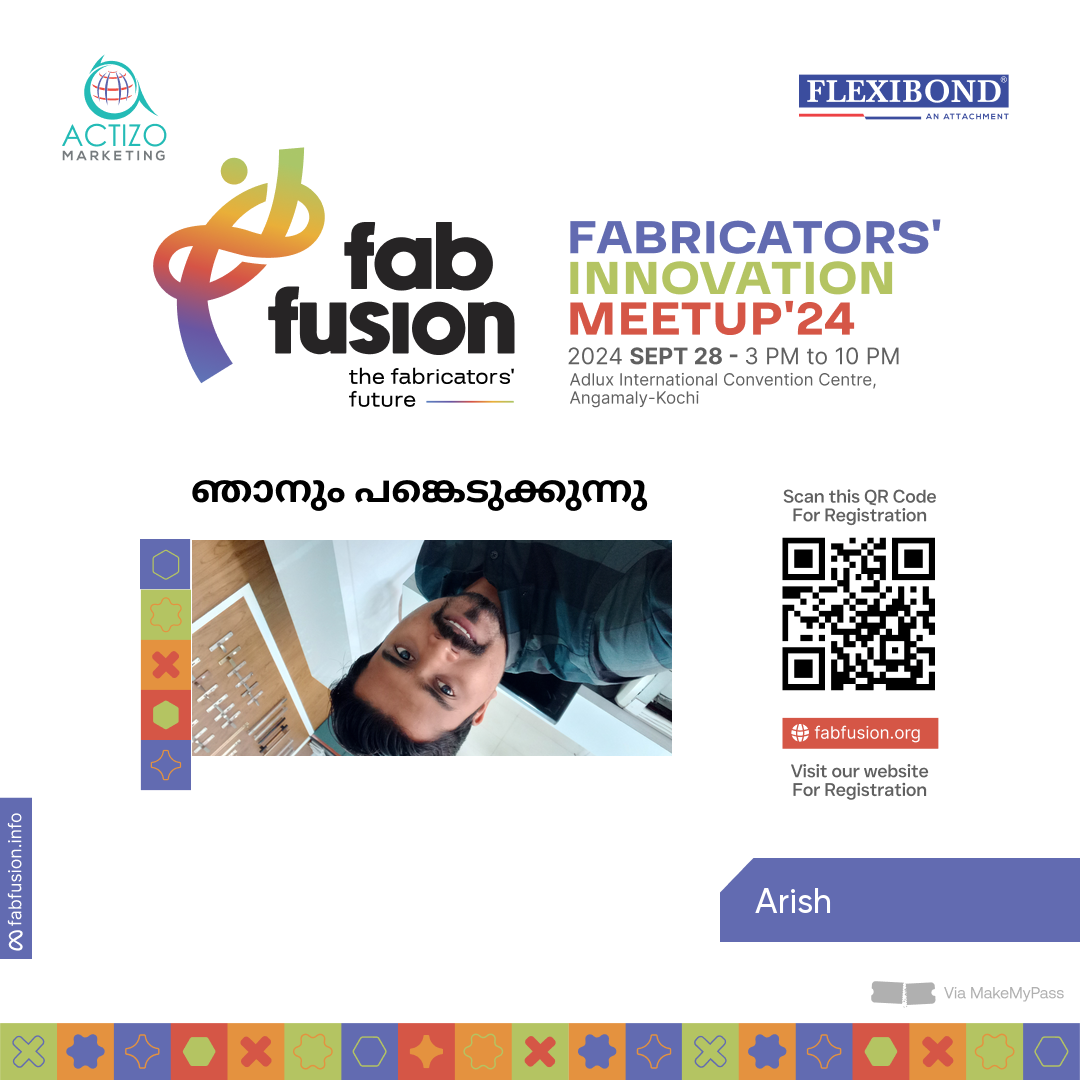 ACTIZO
MARKETING
FLEXIBOND®
AN ATTACHMENT
fab
fusion
the fabricators'
future
FABRICATORS'
INNOVATION
MEETUP'24
2024 SEPT 28 - 3 PM to 10 PM
Adlux International Convention Centre,
Angamaly-Kochi
ഞാനും പങ്കെടുക്കുന്നു
Scan this QR Code
For Registration
fabfusion.org
Visit our website
For Registration
fabfusion.info
Arish
Via MakeMyPass